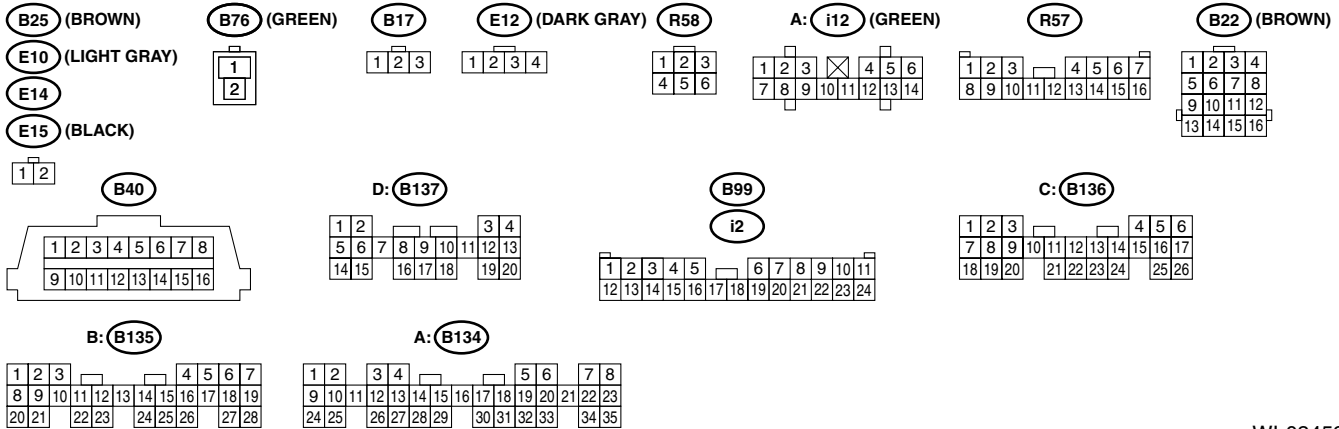 B25 (BROWN) B76 (GREEN) B17 E12 (DARK GRAY) R58 A: i12 (GREEN) R57 B22 (BROWN)
E10 (LIGHT GRAY)
E14
E15 (BLACK)
1 2
1
2
1 2 3
1 2 3 4
1 2 3
4 5 6
1 2 3 4 5 6
7 8 9 10 11 12 13 14
1 2 3 4 5 6 7
8 9 10 11 12 13 14 15 16
1 2 3 4
5 6 7 8
9 10 11 12
13 14 15 16
B40 D: B137 B99 C: B136
i2
1 2 3 4 5 6 7 8
9 10 11 12 13 14 15 16
1 2 3 4
5 6 7 8 9 10 11 12 13
14 15 16 17 18 19 20
1 2 3 4 5 6 7 8 9 10 11
12 13 14 15 16 17 18 19 20 21 22 23 24
1 2 3 4 5 6
7 8 9 10 11 12 13 14 15 16 17
18 19 20 21 22 23 24 25 26
B: B135 A: B134
1 2 3 4 5 6 7
8 9 10 11 12 13 14 15 16 17 18 19
20 21 22 23 24 25 26 27 28
1 2 3 4 5 6 7 8
9 10 11 12 13 14 15 16 17 18 19 20 21 22 23
24 25 26 27 28 29 30 31 32 33 34 35